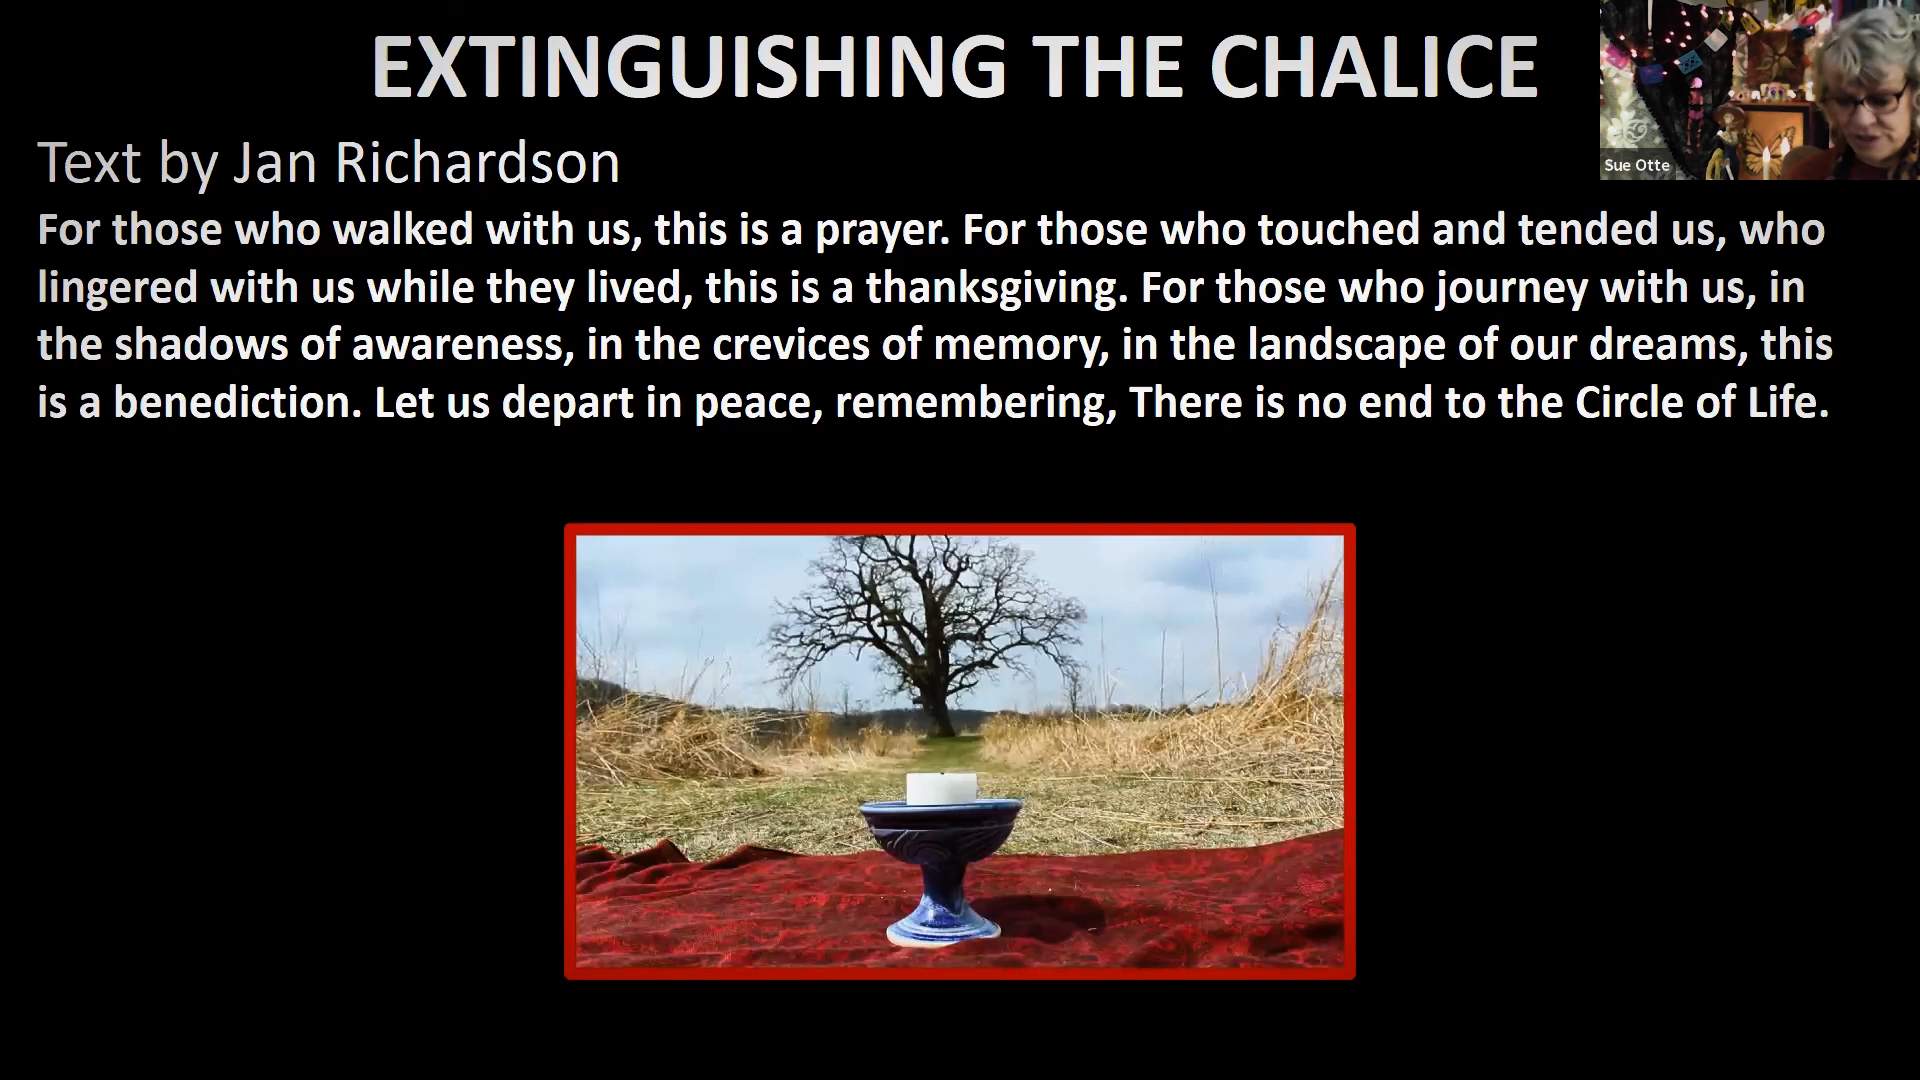 EXTINGUISHING THE CHALICE
Sue Otte
Text by Jan Richardson
For those who walked with us, this is a prayer. For those who touched and tended us, who
lingered with us while they lived, this is a thanksgiving. For those who journey with us, in
the shadows of awareness, in the crevices of memory, in the landscape of our dreams, this
is a benediction. Let us depart in peace, remembering, There is no end to the Circle of Life.